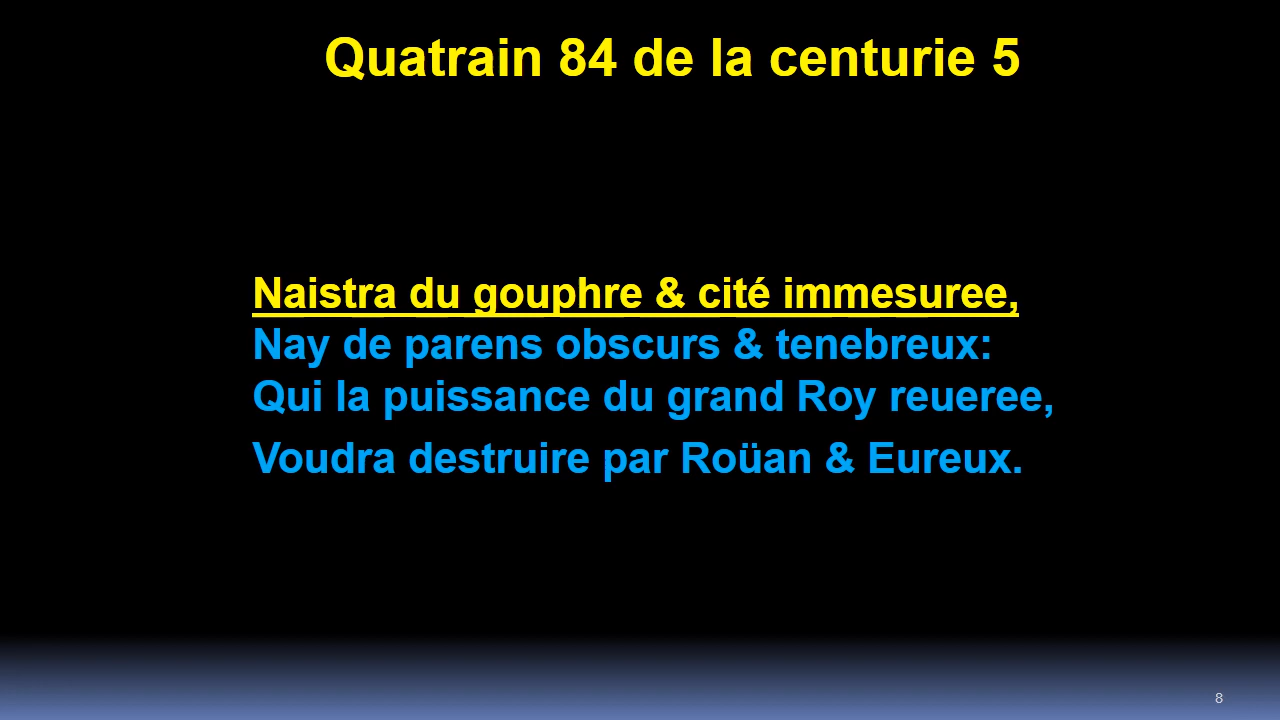 Quatrain 84 de la centurie 5
Naistra du gouphre & cité immesuree,
Nay de parens obscurs & tenebreux:
Qui la puissance du grand Roy reueree,
Voudra destruire par Roüan & Eureux.
8